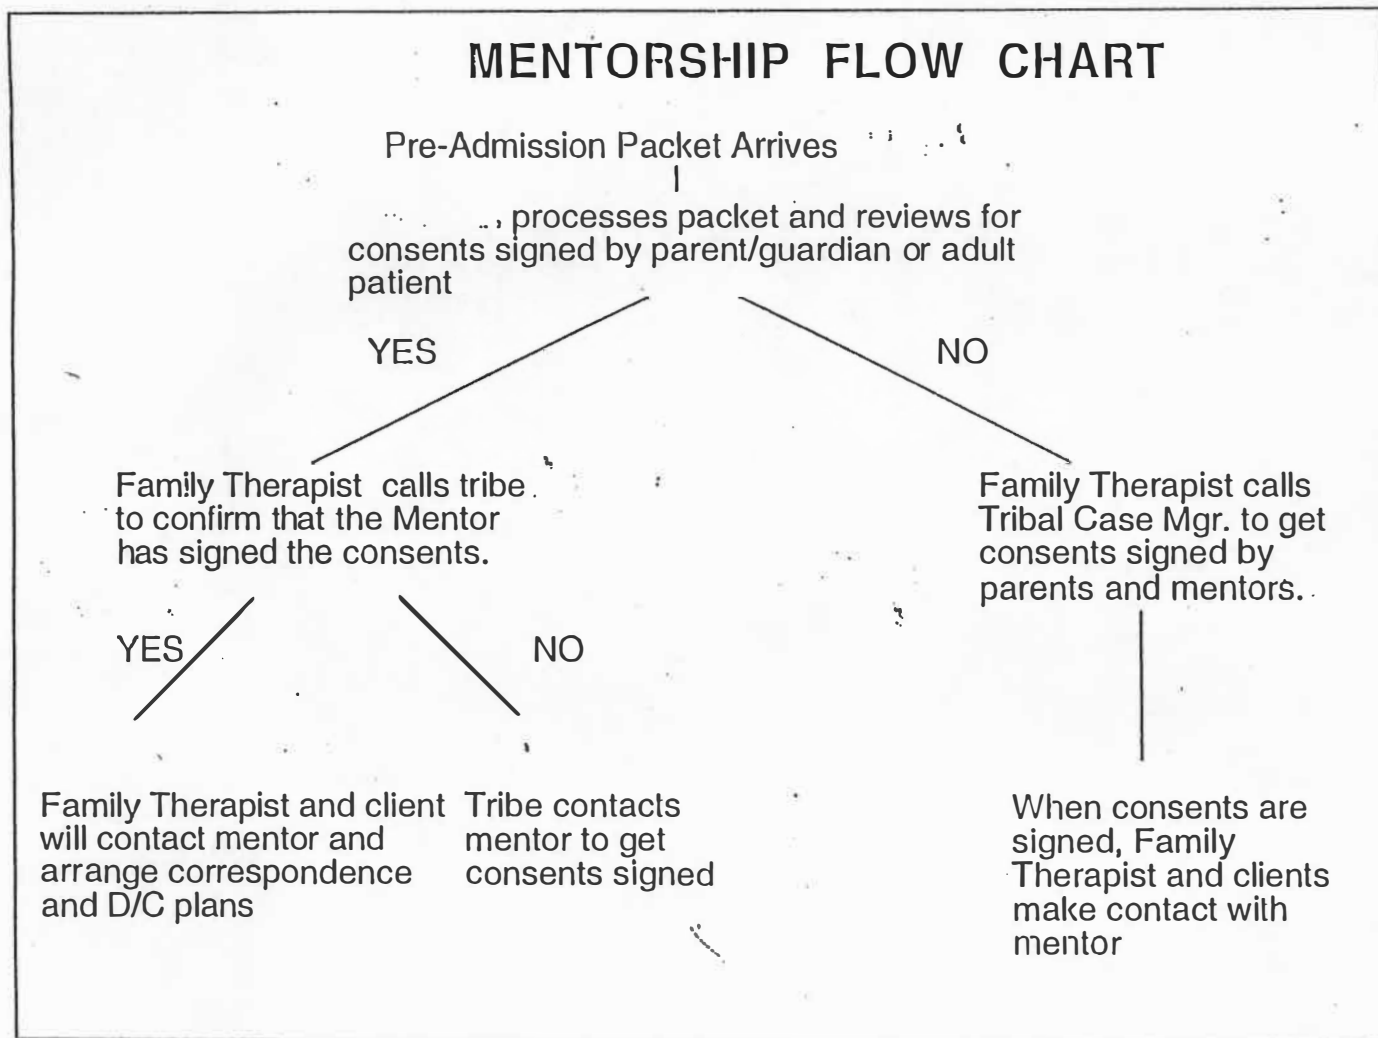 MENTORSHIP FLOW CHART
Pre-Admission Packet Arrives
, processes packet and reviews for
consents signed by parent/guardian or adult
patient
YES
NO
Family Therapist calls tribe
to confirm that the Mentor
has signed the consents.
Family Therapist calls
Tribal Case Mgr. to get
consents signed by
parents and mentors.
YES
NO
Family Therapist and client
will contact mentor and
arrange correspondence
and D/C plans
Tribe contacts
mentor to get
consents signed
When consents are
signed, Family
Therapist and clients
make contact with
mentor